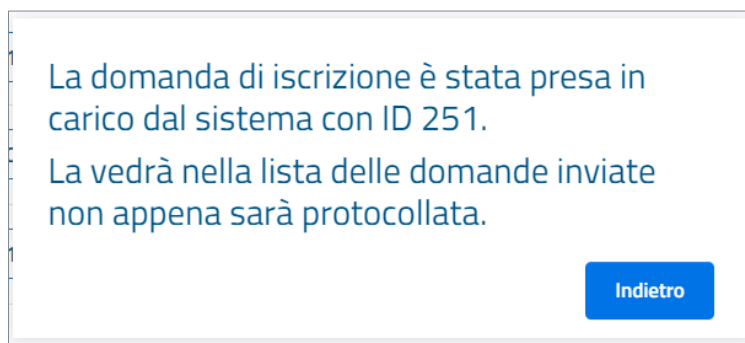 La domanda di iscrizione è stata presa in
carico dal sistema con ID 251.
La vedrà nella lista delle domande inviate
non appena sarà protocollata.
Indietro